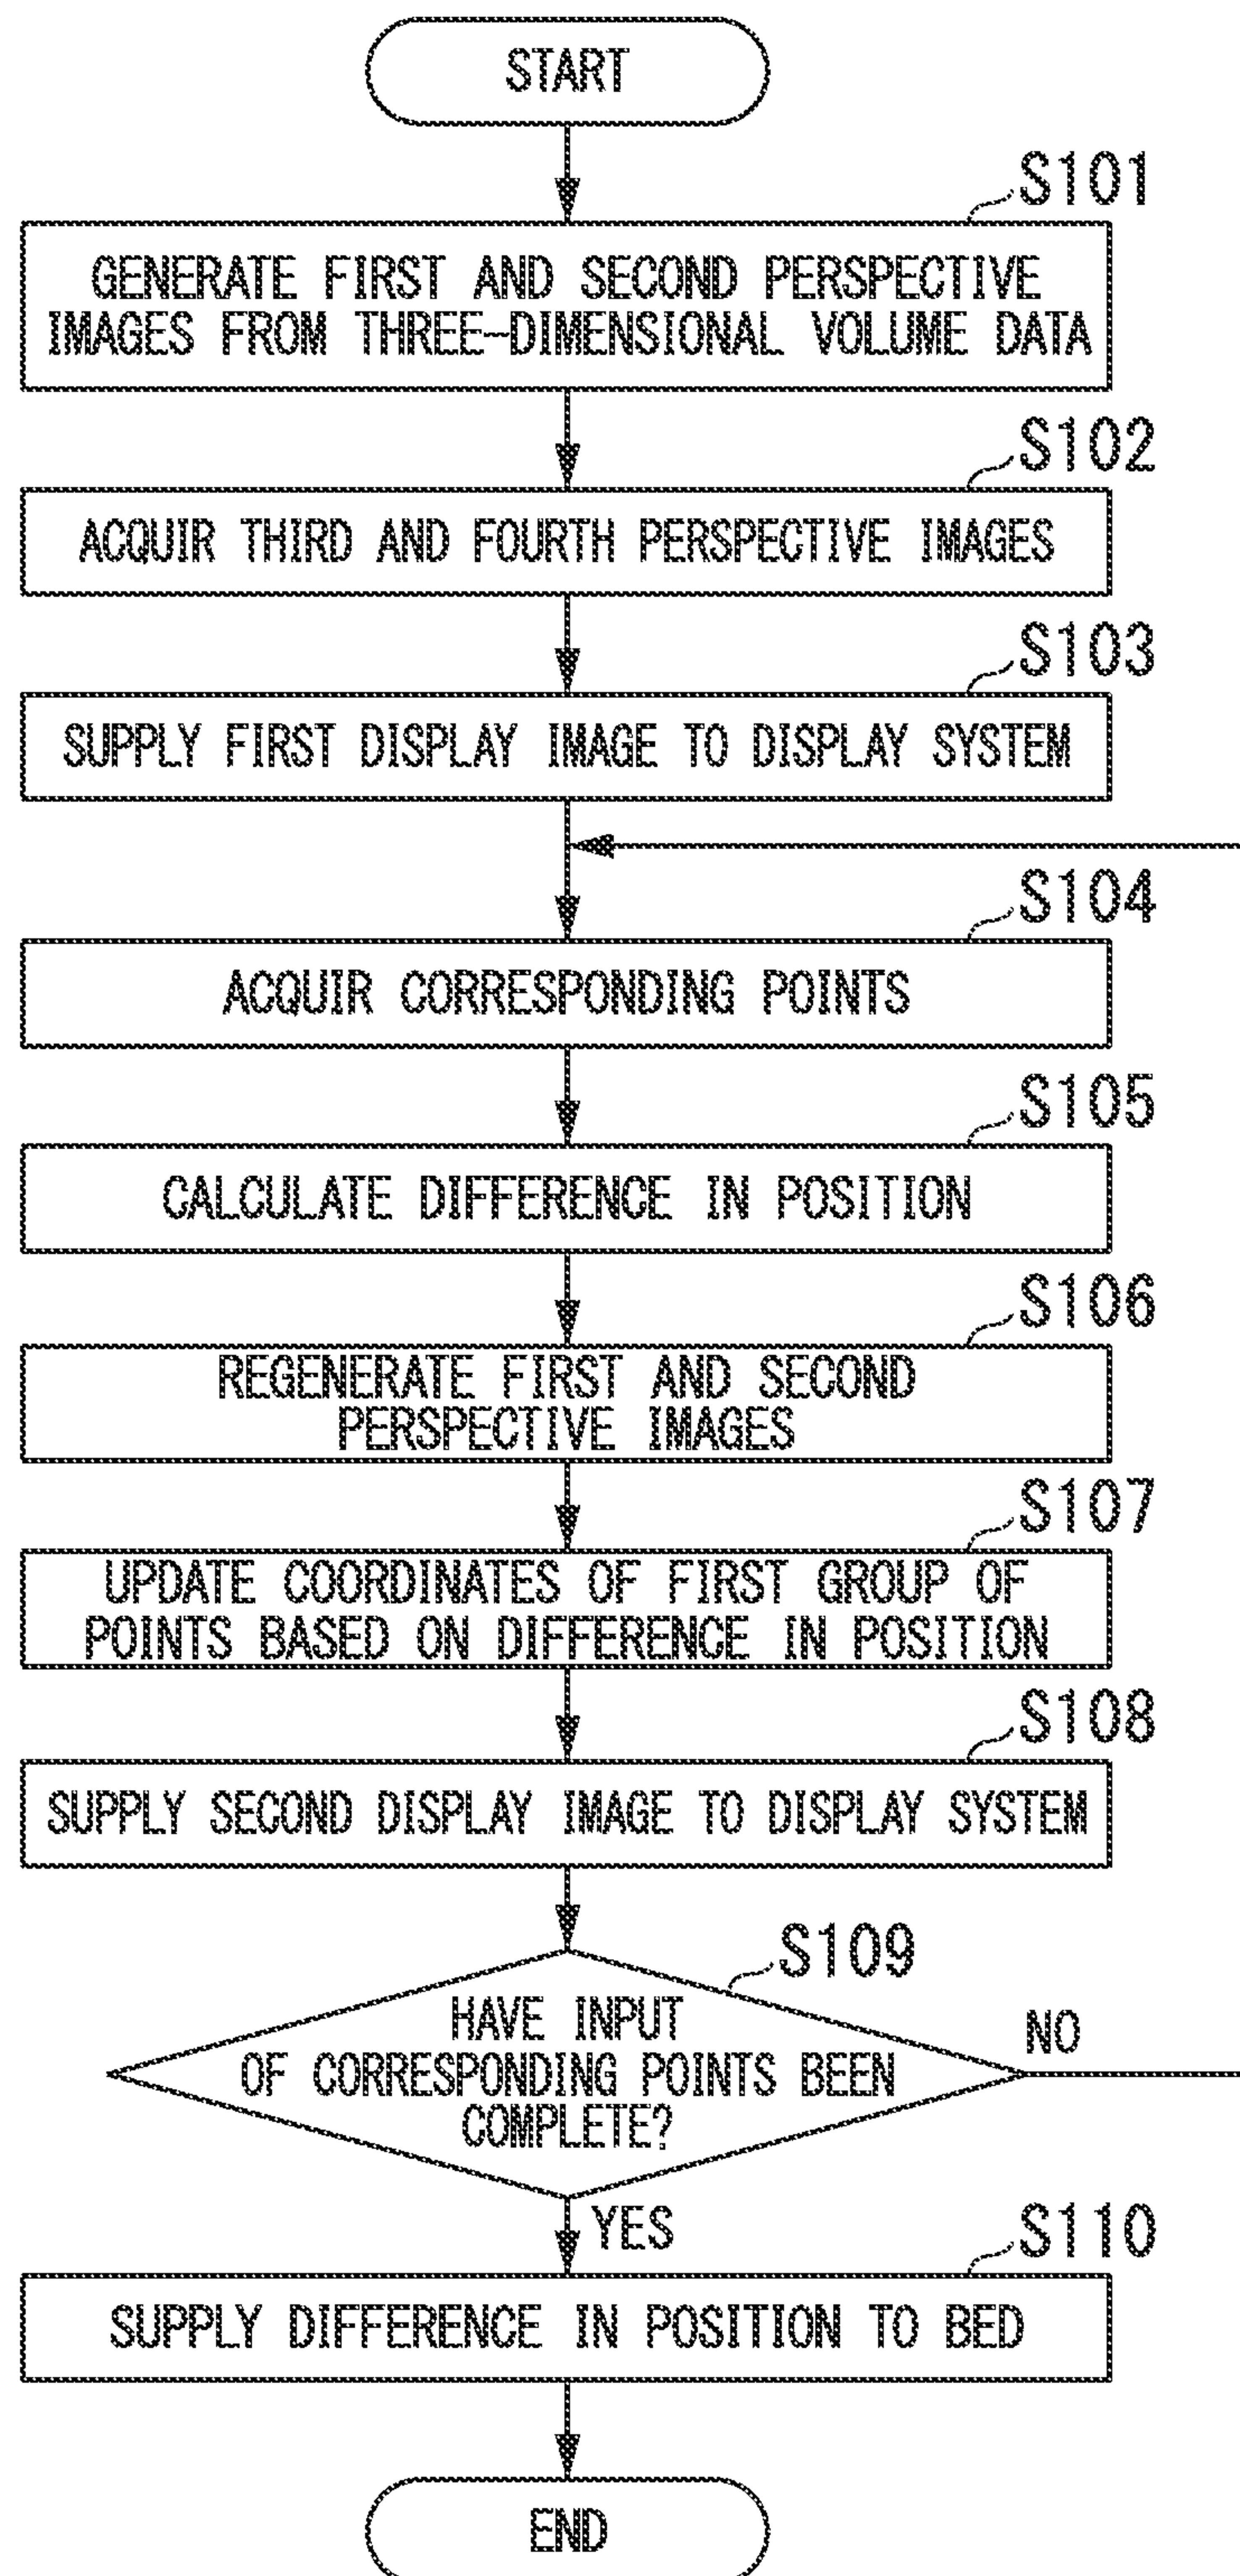 START
S101
GENERATE FIRST AND SECOND PERSPECTIVE
IMAGES FROM THREE-DIMENSIONAL VOLUME DATA
S102
ACQUIR THIRD AND FOURTH PERSPECTIVE IMAGES
S103
SUPPLY FIRST DISPLAY IMAGE TO DISPLAY SYSTEM
S104
ACQUIR CORRESPONDING POINTS
S105
CALCULATE DIFFERENCE IN POSITION
S106
REGENERATE FIRST AND SECOND
PERSPECTIVE IMAGES
S107
UPDATE COORDINATES OF FIRST GROUP OF
POINTS BASED ON DIFFERENCE IN POSITION
S108
SUPPLY SECOND DISPLAY IMAGE TO DISPLAY SYSTEM
S109
HAVE INPUT
OF CORRESPONDING POINTS BEEN
COMPLETE?
NO
YES
S110
SUPPLY DIFFERENCE IN POSITION TO BED
END